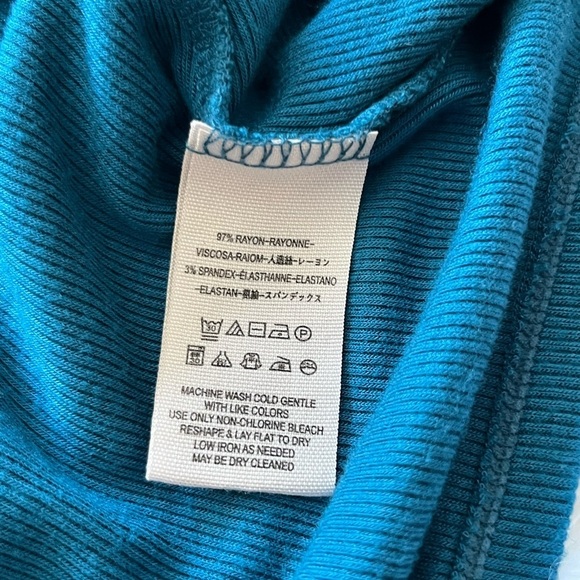 97% RAYON-RAYONNE-
VISCOSA-RAIOM-人造絲-レーヨン
3% SPANDEX-ÉLASTHANNE-ELASTANO
-ELASTAN-スパンデックス
30 P
MACHINE WASH COLD GENTLE
WITH LIKE COLORS
USE ONLY NON-CHLORINE BLEACH
RESHAPE & LAY FLAT TO DRY
LOW IRON AS NEEDED
MAY BE DRY CLEANED